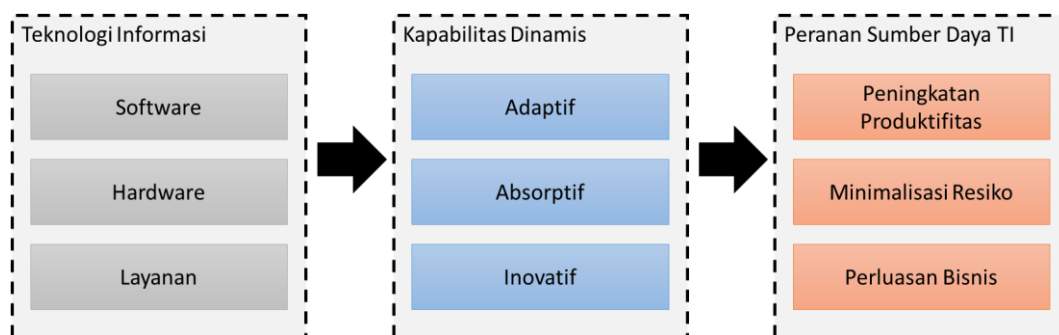 Teknologi Informasi
Software
Hardware
Layanan
Kapabilitas Dinamis
Adaptif
Absorptif
Inovatif
Peranan Sumber Daya TI
Peningkatan
Produktifitas
Minimalisasi Resiko
Perluasan Bisnis